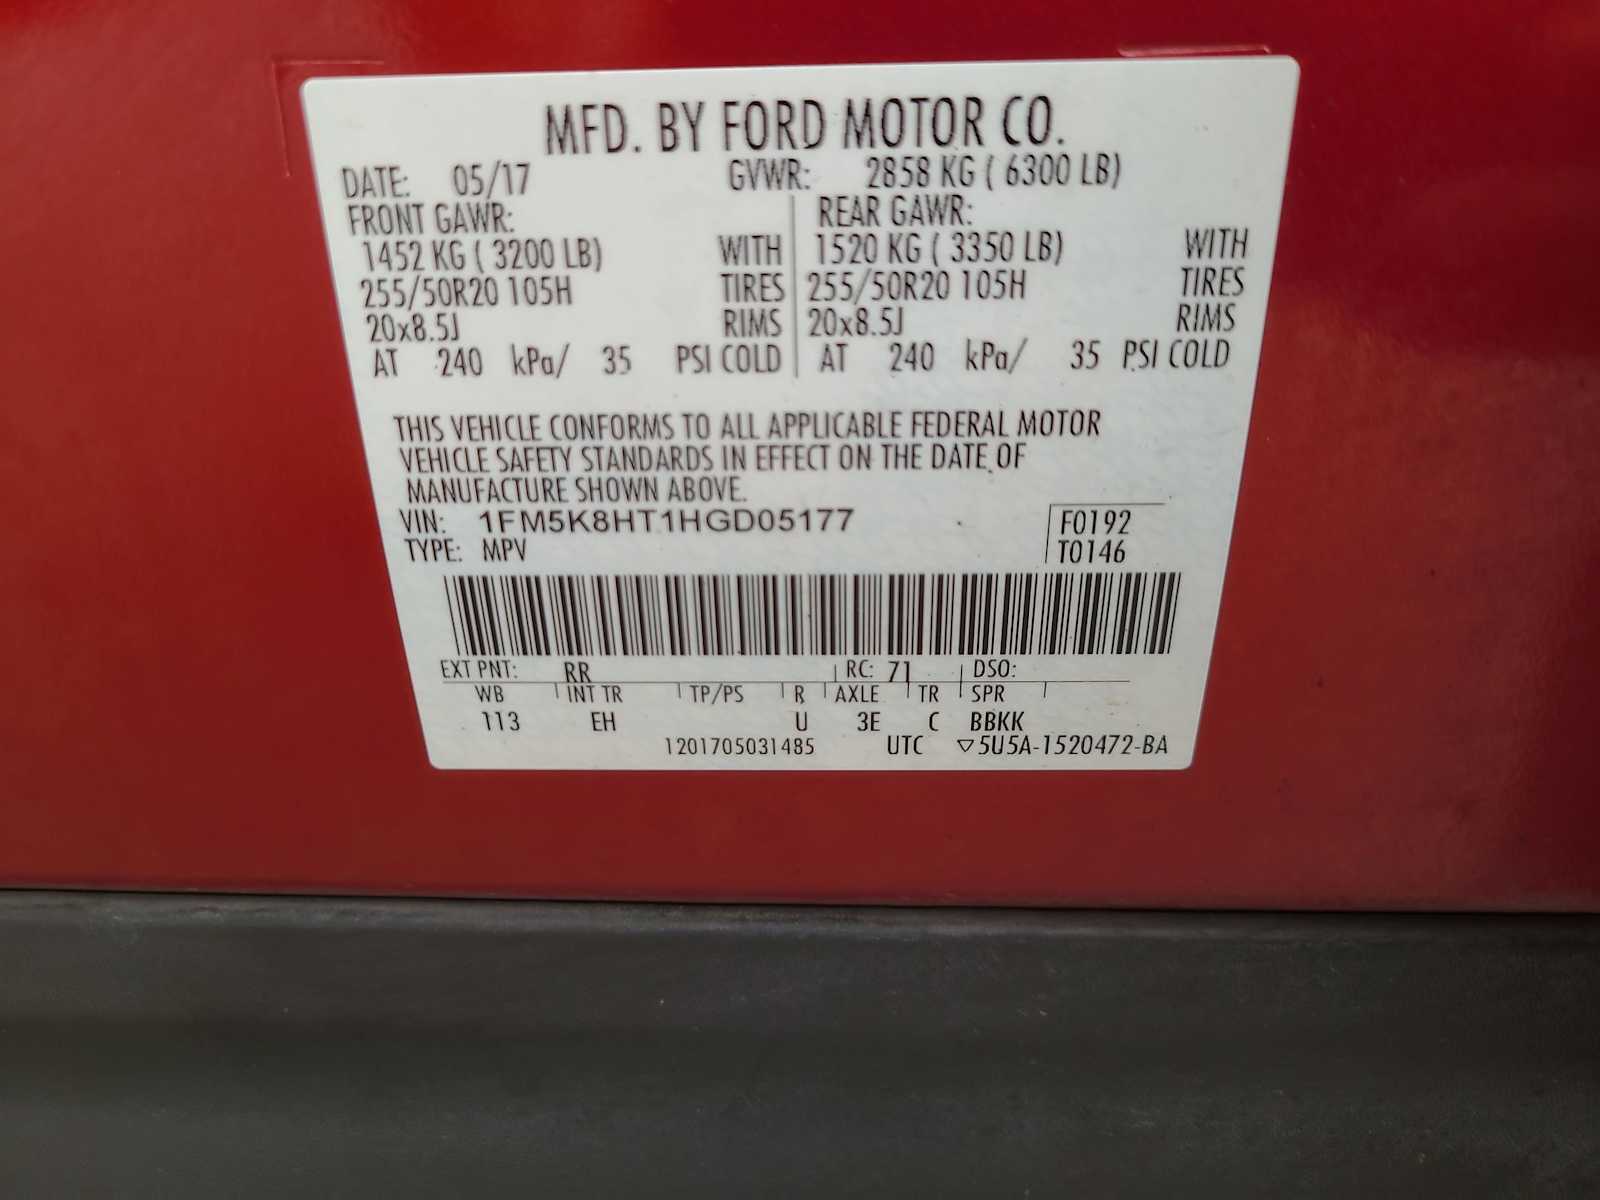 MFD. BY FORD MOTOR CO.
DATE: 05/17 GVWR: 2858 KG ( 6300 LB)
FRONT GAWR: REAR GAWR:
1452 KG ( 3200 LB) WITH 1520 KG ( 3350 LB) WITH
255/50R20 105H TIRES 255/50R20 105H TIRES
20x8.5J RIMS 20x8.5J RIMS
AT 240 kPa/ 35 PSI COLD AT 240 kPa/ 35 PSI COLD
THIS VEHICLE CONFORMS TO ALL APPLICABLE FEDERAL MOTOR
VEHICLE SAFETY STANDARDS IN EFFECT ON THE DATE OF
MANUFACTURE SHOWN ABOVE.
VIN: 1FM5K8HT1HGD05177 F0192
TYPE: MPV T0146
EXT PNT: RR RC: 71 DSO:
WB INT TR TP/PS R AXLE TR SPR
113 EH U 3E C BBKK
1201705031485 UTC ▽5U5A-1520472-BA